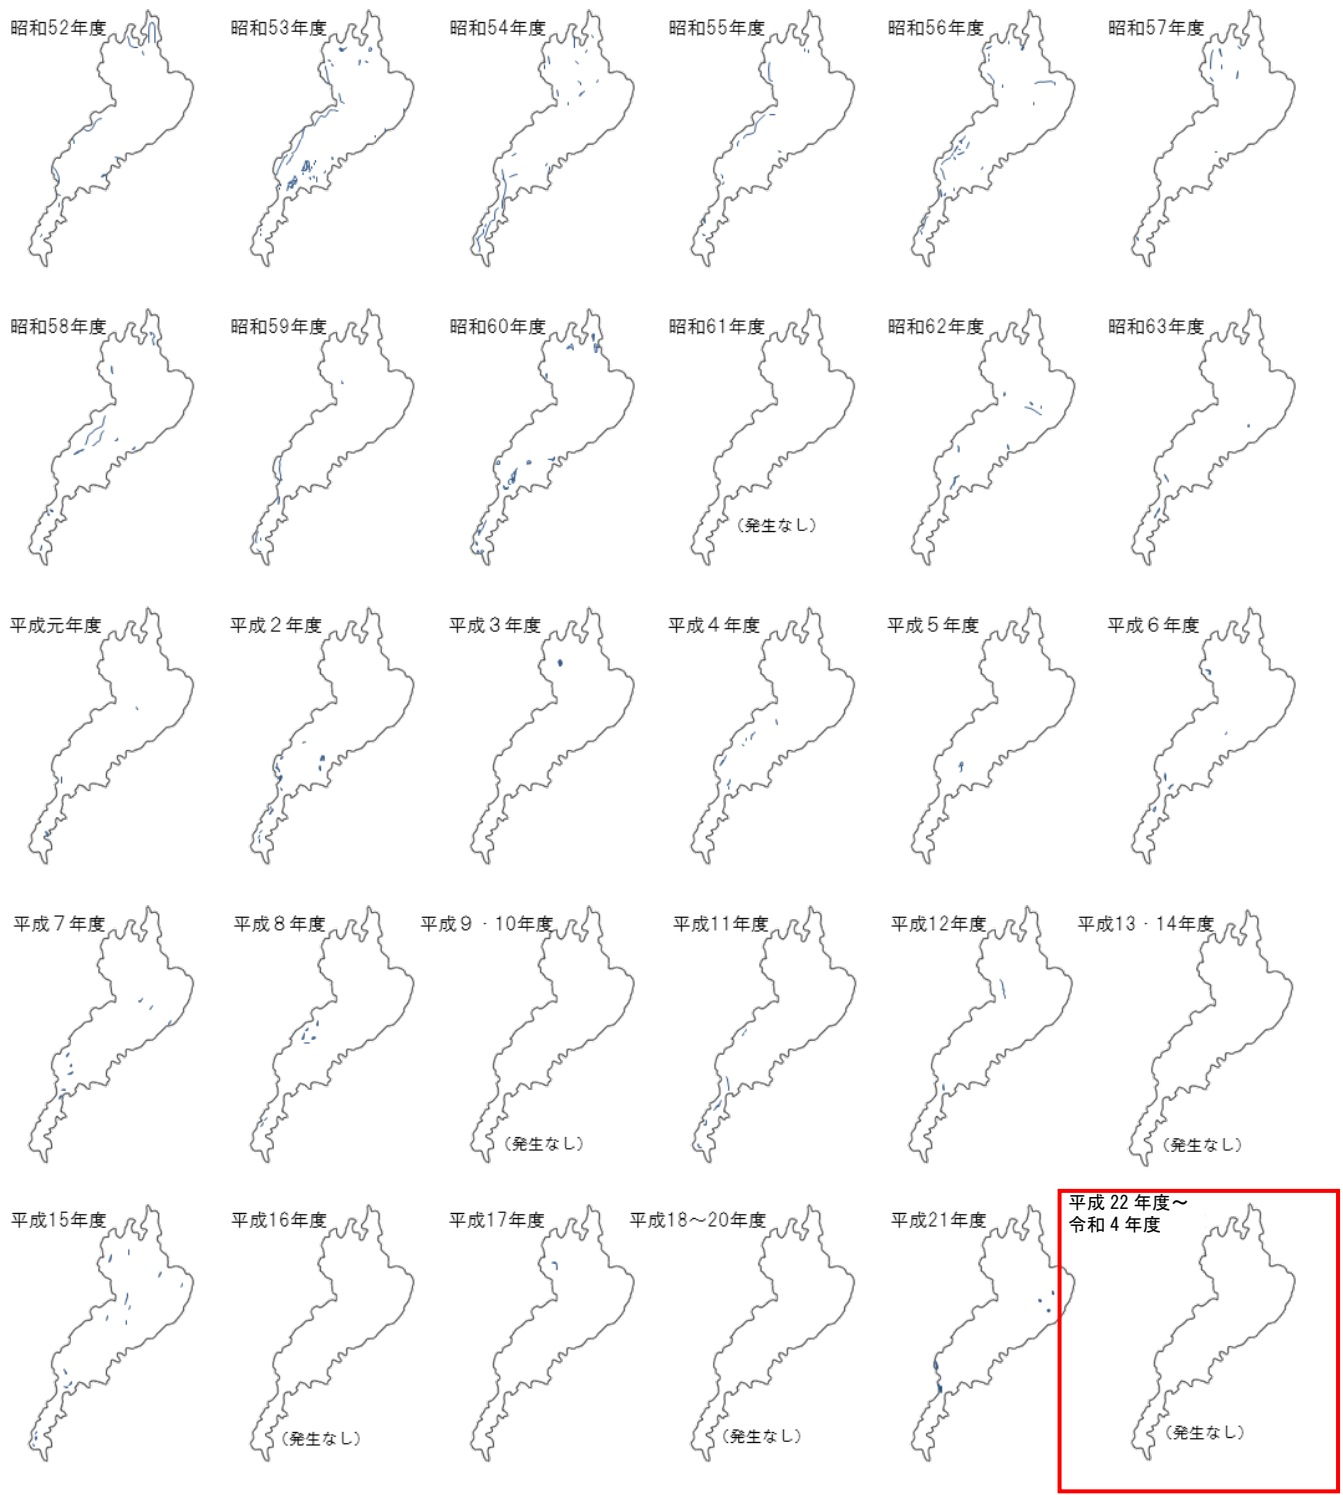 昭和52年度
昭和53年度
昭和54年度
昭和55年度
昭和56年度
昭和57年度
昭和58年度
昭和59年度
昭和60年度
昭和61年度
(発生なし)
昭和62年度
昭和63年度
平成元年度
平成２年度
平成３年度
平成４年度
平成５年度
平成６年度
平成７年度
平成８年度
平成９・10年度
(発生なし)
平成11年度
平成12年度
平成13・14年度
(発生なし)
平成15年度
平成16年度
(発生なし)
平成17年度
平成18～20年度
(発生なし)
平成21年度
平成 22 年度～
令和 4 年度
(発生なし)